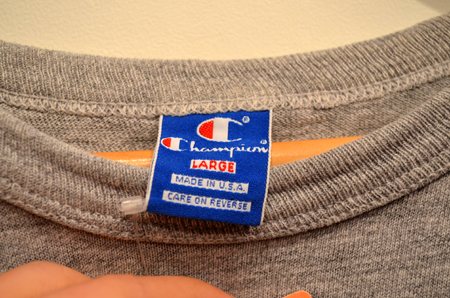 ®
Champion®
LARGE
MADE IN U.S.A.
CARE ON REVERSE